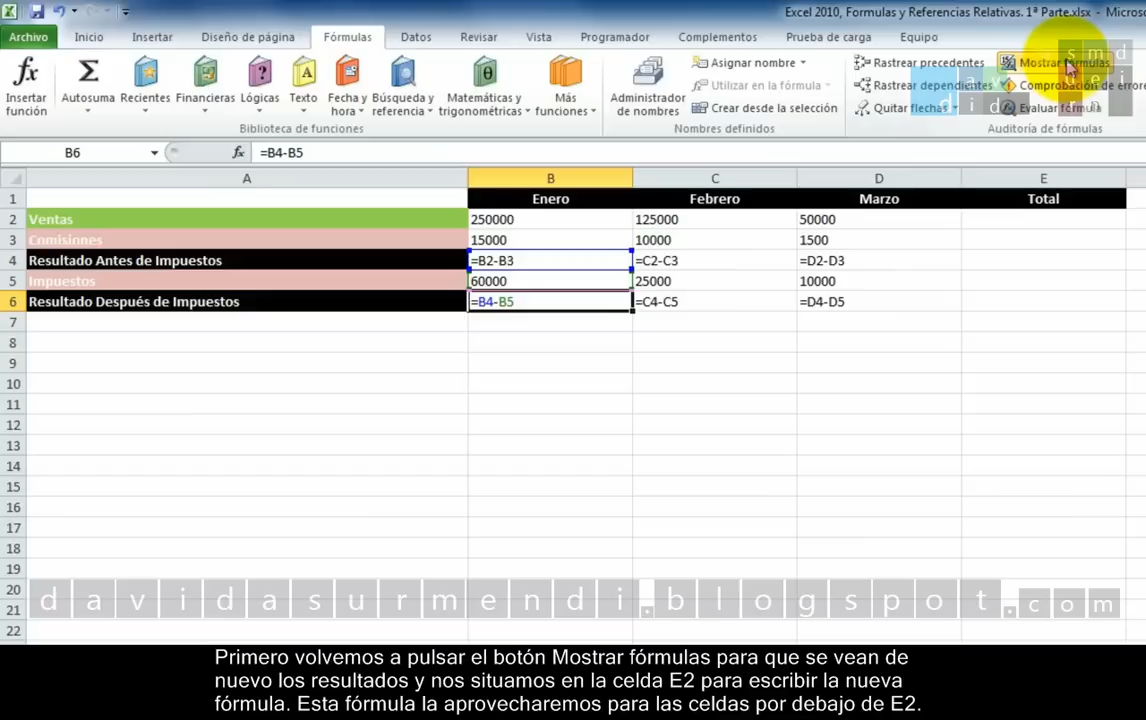 Excel 2010, Formulas y Referencias Relativas. 1ª Parte.xlsx - Microso
Archivo Inicio Insertar Diseño de página Fórmulas Datos Revisar Vista Programador Complementos Prueba de carga Equipo
Insertar función
Autosuma
Recientes
Financieras
Lógicas
Texto
Fecha y hora
Búsqueda y referencia
Matemáticas y trigonométricas
Más funciones
Biblioteca de funciones
Administrador de nombres
Asignar nombre
Utilizar en la fórmula
Crear desde la selección
Nombres definidos
Rastrear precedentes
Rastrear dependientes
Quitar flechas
Mostrar fórmulas
Comprobación de errore
Evaluar fórmula
Auditoría de fórmulas
B6 fx =B4-B5
A B C D E
1 Enero Febrero Marzo Total
2 Ventas 250000 125000 50000
3 Comisinnes 15000 10000 1500
4 Resultado Antes de Impuestos =B2-B3 =C2-C3 =D2-D3
5 Impuestos 60000 25000 10000
6 Resultado Después de Impuestos =B4-B5 =C4-C5 =D4-D5
7
8
9
10
11
12
13
14
15
16
17
18
19
20
21
22
davidasurmendi.blogspot.com
Primero volvemos a pulsar el botón Mostrar fórmulas para que se vean de
nuevo los resultados y nos situamos en la celda E2 para escribir la nueva
fórmula. Esta fórmula la aprovecharemos para las celdas por debajo de E2.